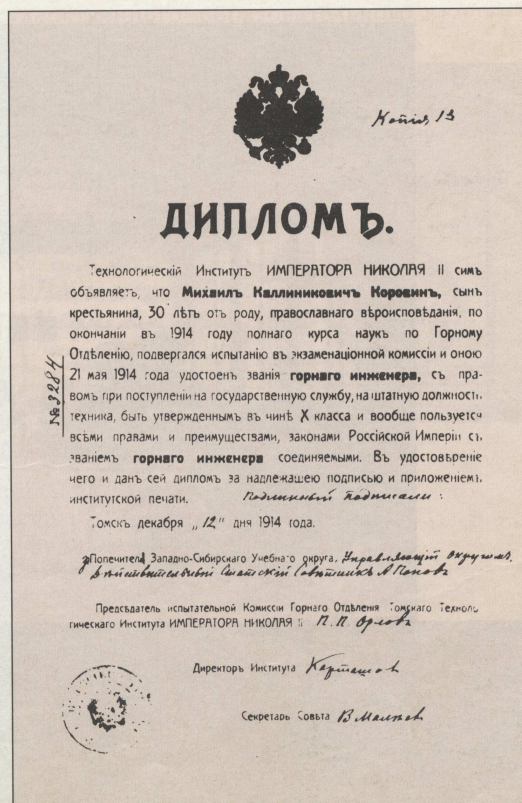 Копія 13
ДИПЛОМЪ.
Технологическій Институтъ ИМПЕРАТОРА НИКОЛАЯ II симъ
объявляетъ, что Михаилъ Каллиниковичъ Коровинъ, сынъ
крестьянина, 30 лѣтъ отъ роду, православнаго вѣроисповѣданія, по
окончаніи въ 1914 году полнаго курса наукъ по Горному
Отдѣленію, подвергался испытанію въ экзаменаціонной комиссіи и оною
21 мая 1914 года удостоенъ званія горнаго инженера, съ пра-
вомъ при поступленіи на государственную службу, на штатную должность
техника, быть утвержденнымъ въ чинѣ X класса и вообще пользуется
всѣми правами и преимуществами, законами Россійской Имперіи съ
званіемъ горнаго инженера соединяемыми. Въ удостовѣреніе
чего и данъ сей дипломъ за надлежашею подписью и приложеніемъ
институтской печати. Подлинный подписали:
Томскъ декабря „12" дня 1914 года.
№3284
Попечител Западно-Сибирскаго Учебнаго округа, Управляющій Округомъ,
Дѣйствительный Статскій Совѣтникъ А Поповъ
Предсѣдатель испытательной Комиссіи Горнаго Отдѣленія Томскаго Техноло
гическаго Института ИМПЕРАТОРА НИКОЛАЯ II П. П. Орловъ
Директоръ Института Карташов
Секретарь Совѣта В